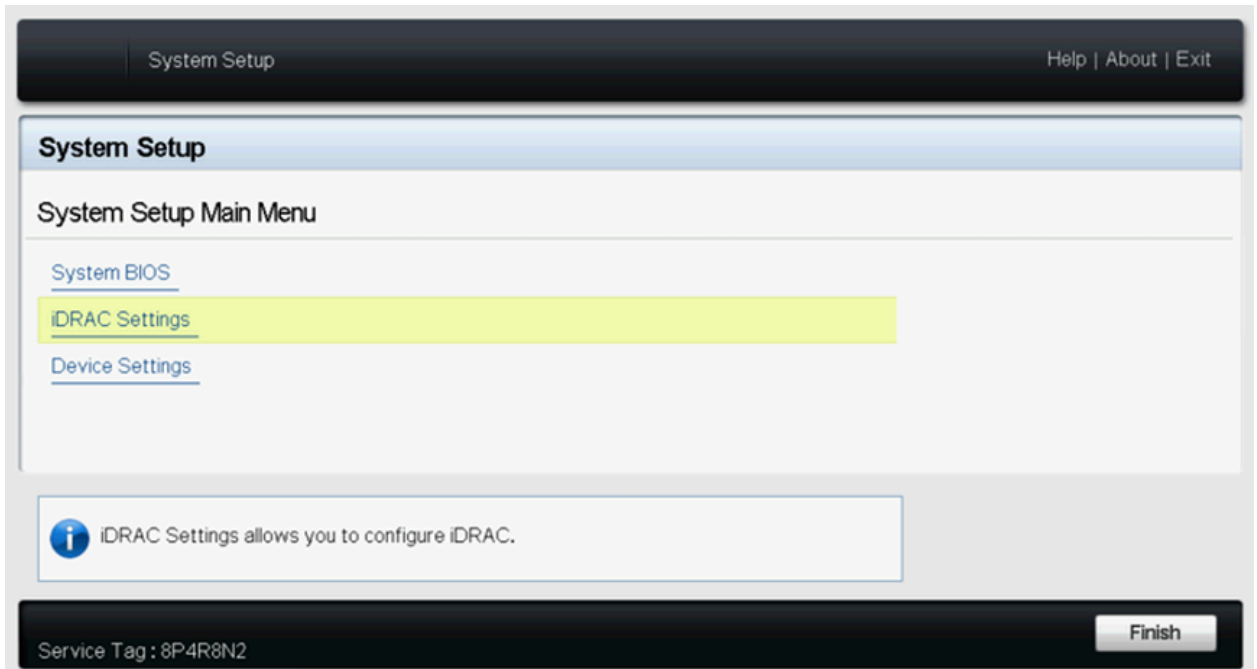 System Setup
Help | About | Exit
System Setup
System Setup Main Menu
System BIOS
iDRAC Settings
Device Settings
iDRAC Settings allows you to configure iDRAC.
Service Tag : 8P4R8N2
Finish